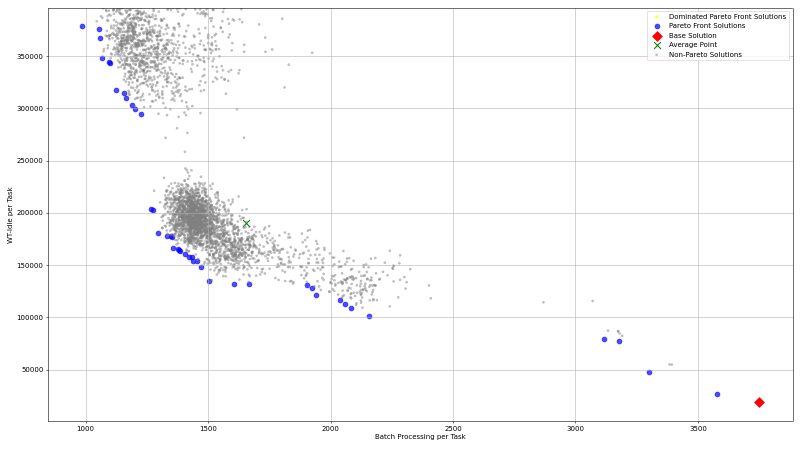 Dominated Pareto Front Solutions
Pareto Front Solutions
Base Solution
Average Point
Non-Pareto Solutions
350000
300000
250000
200000
150000
100000
50000
WT-Idle per Task
1000
1500
2000
2500
3000
3500
Batch Processing per Task